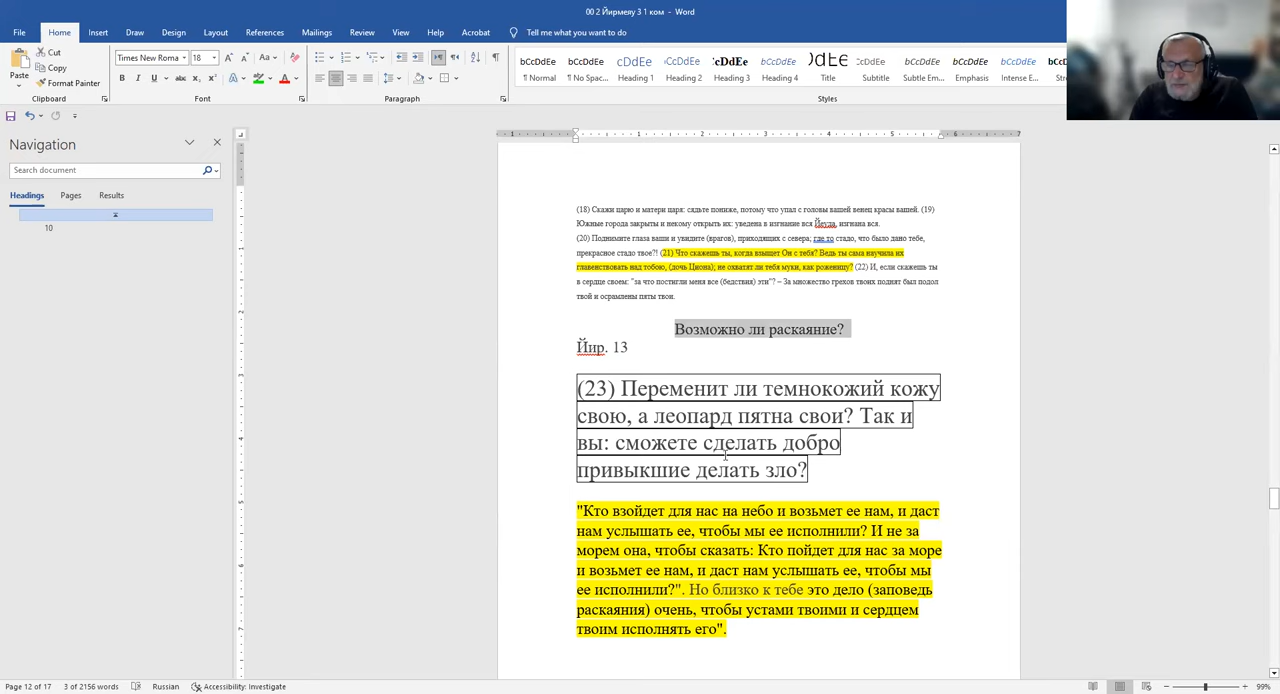 00 2 Йирмеяу 3 1 ком - Word
File Home Insert Draw Design Layout References Mailings Review View Help Acrobat Tell me what you want to do
Paste Cut Copy Format Painter
Times New Roma 18
Clipboard Font Paragraph Styles
AaBbCcDdEe ¶ Normal
¶ No Spac...
Heading 1
Heading 2
Heading 3
Heading 4
Title
Subtitle
Subtle Em...
Emphasis
Intense E...
Navigation
Search document
Headings Pages Results
10
(18) Скажи царю и матери царя: сядьте пониже, потому что упал с головы вашей венец красы вашей. (19)
Южные города закрыты и некому открыть их: уведена в изгнание вся Йеуда, изгнана вся.
(20) Поднимите глаза ваши и увидите (врагов), приходящих с севера; где то стадо, что было дано тебе,
прекрасное стадо твое?! (21) Что скажешь ты, когда взыщет Он с тебя? Ведь ты сама научила их
главенствовать над тобою, (дочь Циона); не охватят ли тебя муки, как роженицу? (22) И, если скажешь ты
в сердце своем: "за что постигли меня все (бедствия) эти"? – За множество грехов твоих поднят был подол
твой и осрамлены пяты твои.
Возможно ли раскаяние?
Йир. 13
(23) Переменит ли темнокожий кожу
свою, а леопард пятна свои? Так и
вы: сможете сделать добро
привыкшие делать зло?
"Кто взойдет для нас на небо и возьмет ее нам, и даст
нам услышать ее, чтобы мы ее исполнили? И не за
морем она, чтобы сказать: Кто пойдет для нас за море
и возьмет ее нам, и даст нам услышать ее, чтобы мы
ее исполнили?". Но близко к тебе это дело (заповедь
раскаяния) очень, чтобы устами твоими и сердцем
твоим исполнять его".
Page 12 of 17 3 of 2156 words Russian Accessibility: Investigate 99%